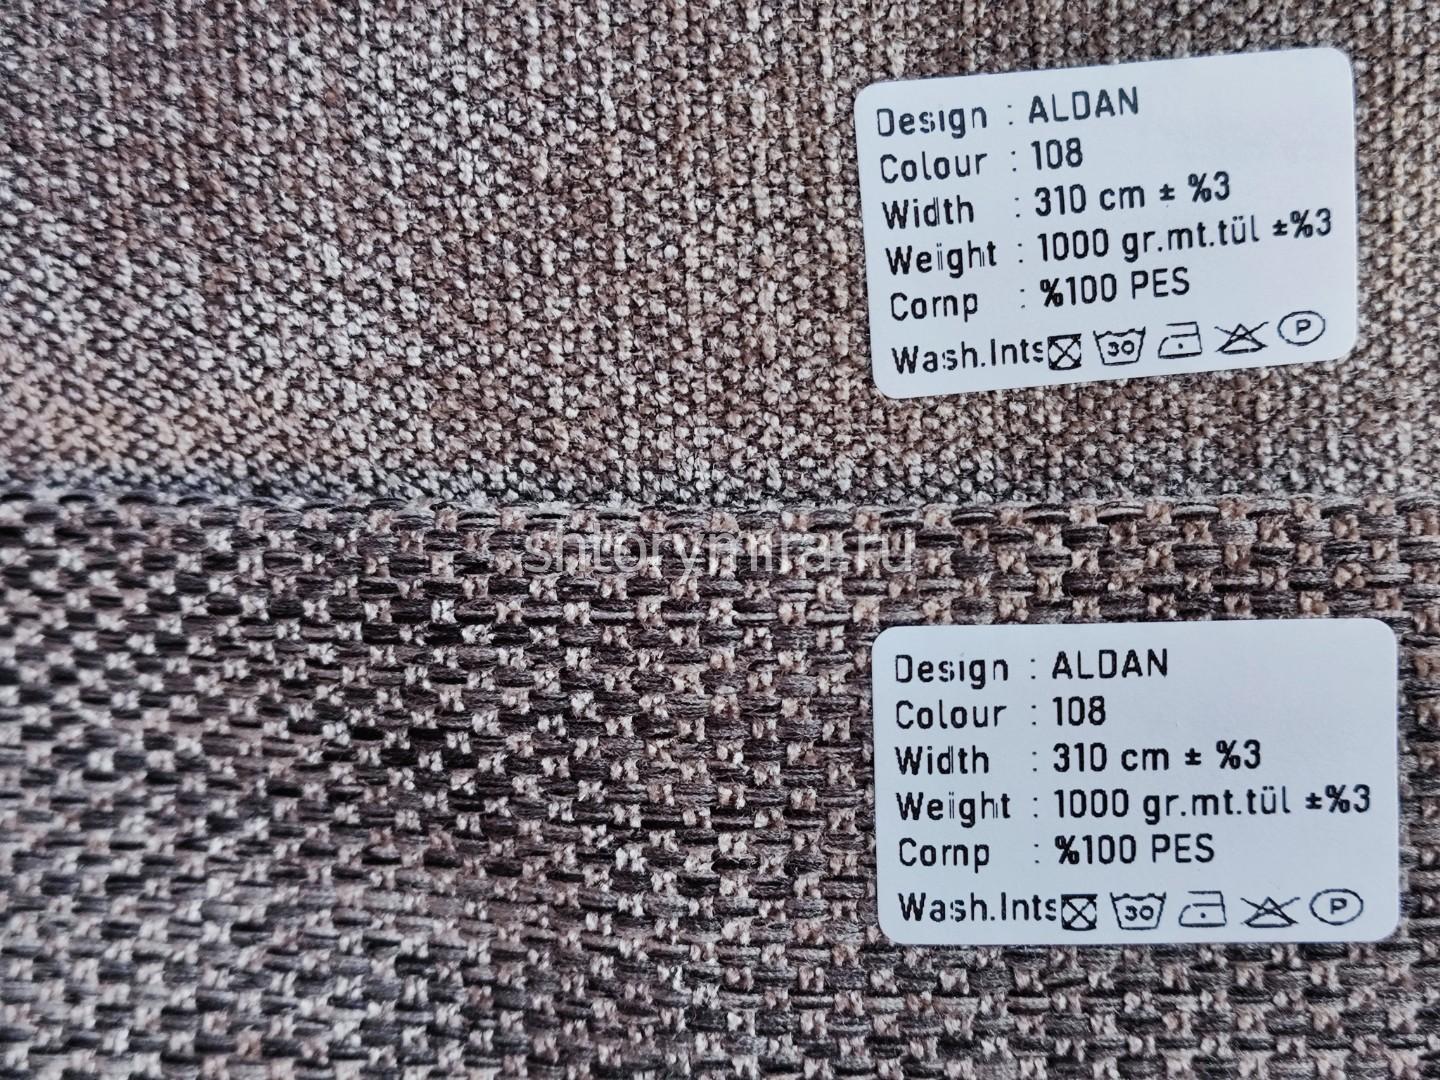 Design : ALDAN
Colour : 108
Width : 310 cm ± %3
Weight : 1000 gr.mt.tül ±%3
Comp : %100 PES
Wash.Ints 30 P
shtorymira.ru
Design : ALDAN
Colour : 108
Width : 310 cm ± %3
Weight : 1000 gr.mt.tül ±%3
Comp : %100 PES
Wash.Ints 30 P